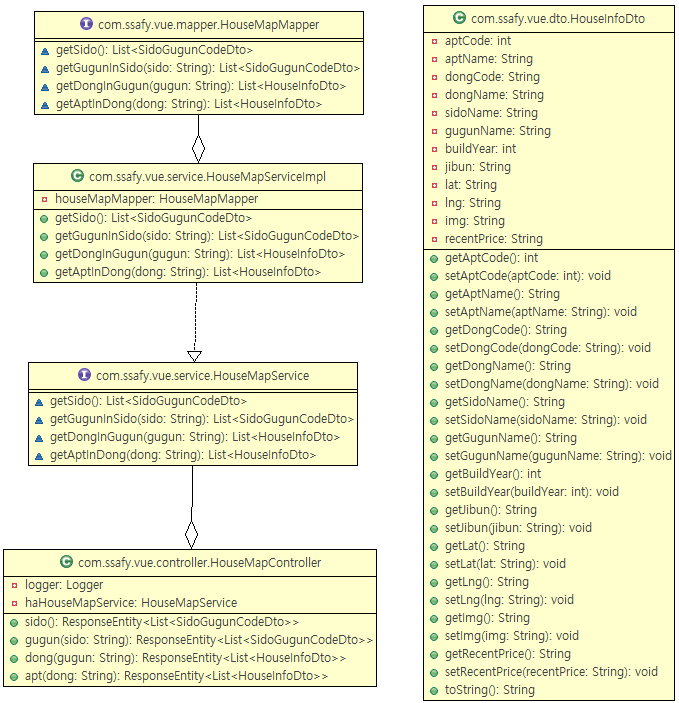 com.ssafy.vue.mapper.HouseMapMapper
getSido(): List<SidoGugunCodeDto>
getGugunInSido(sido: String): List<SidoGugunCodeDto>
getDongInGugun(gugun: String): List<HouseInfoDto>
getAptInDong(dong: String): List<HouseInfoDto>
com.ssafy.vue.service.HouseMapServiceImpl
houseMapMapper: HouseMapMapper
getSido(): List<SidoGugunCodeDto>
getGugunInSido(sido: String): List<SidoGugunCodeDto>
getDongInGugun(gugun: String): List<HouseInfoDto>
getAptInDong(dong: String): List<HouseInfoDto>
com.ssafy.vue.service.HouseMapService
getSido(): List<SidoGugunCodeDto>
getGugunInSido(sido: String): List<SidoGugunCodeDto>
getDongInGugun(gugun: String): List<HouseInfoDto>
getAptInDong(dong: String): List<HouseInfoDto>
com.ssafy.vue.controller.HouseMapController
logger: Logger
haHouseMapService: HouseMapService
sido(): ResponseEntity<List<SidoGugunCodeDto>>
gugun(sido: String): ResponseEntity<List<SidoGugunCodeDto>>
dong(gugun: String): ResponseEntity<List<HouseInfoDto>>
apt(dong: String): ResponseEntity<List<HouseInfoDto>>
com.ssafy.vue.dto.HouseInfoDto
aptCode: int
aptName: String
dongCode: String
dongName: String
sidoName: String
gugunName: String
buildYear: int
jibun: String
lat: String
lng: String
img: String
recentPrice: String
getAptCode(): int
setAptCode(aptCode: int): void
getAptName(): String
setAptName(aptName: String): void
getDongCode(): String
setDongCode(dongCode: String): void
getDongName(): String
setDongName(dongName: String): void
getSidoName(): String
setSidoName(sidoName: String): void
getGugunName(): String
setGugunName(gugunName: String): void
getBuildYear(): int
setBuildYear(buildYear: int): void
getJibun(): String
setJibun(jibun: String): void
getLat(): String
setLat(lat: String): void
getLng(): String
setLng(lng: String): void
getImg(): String
setImg(img: String): void
getRecentPrice(): String
setRecentPrice(recentPrice: String): void
toString(): String